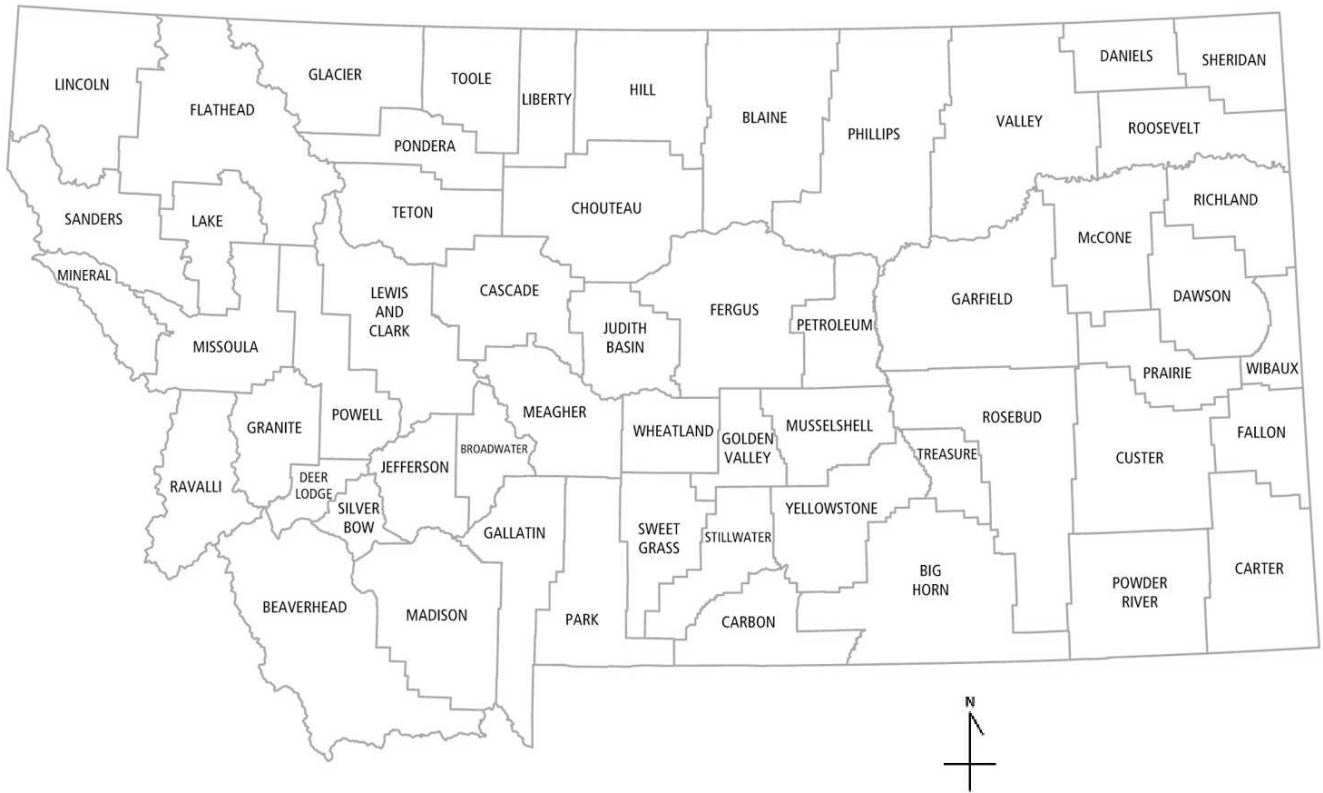 LINCOLN
FLATHEAD
GLACIER
TOOLE
LIBERTY
HILL
BLAINE
PHILLIPS
VALLEY
DANIELS
SHERIDAN
ROOSEVELT
PONDERA
TETON
CHOUTEAU
SANDERS
LAKE
RICHLAND
McCONE
MINERAL
LEWIS
AND
CLARK
CASCADE
JUDITH
BASIN
FERGUS
PETROLEUM
GARFIELD
DAWSON
MISSOULA
PRAIRIE
WIBAUX
GRANITE
POWELL
MEAGHER
WHEATLAND
GOLDEN
VALLEY
MUSSELSHELL
ROSEBUD
FALLON
BROADWATER
JEFFERSON
TREASURE
CUSTER
RAVALLI
DEER
LODGE
SILVER
BOW
GALLATIN
SWEET
GRASS
STILLWATER
YELLOWSTONE
BIG
HORN
POWDER
RIVER
CARTER
BEAVERHEAD
MADISON
PARK
CARBON
N